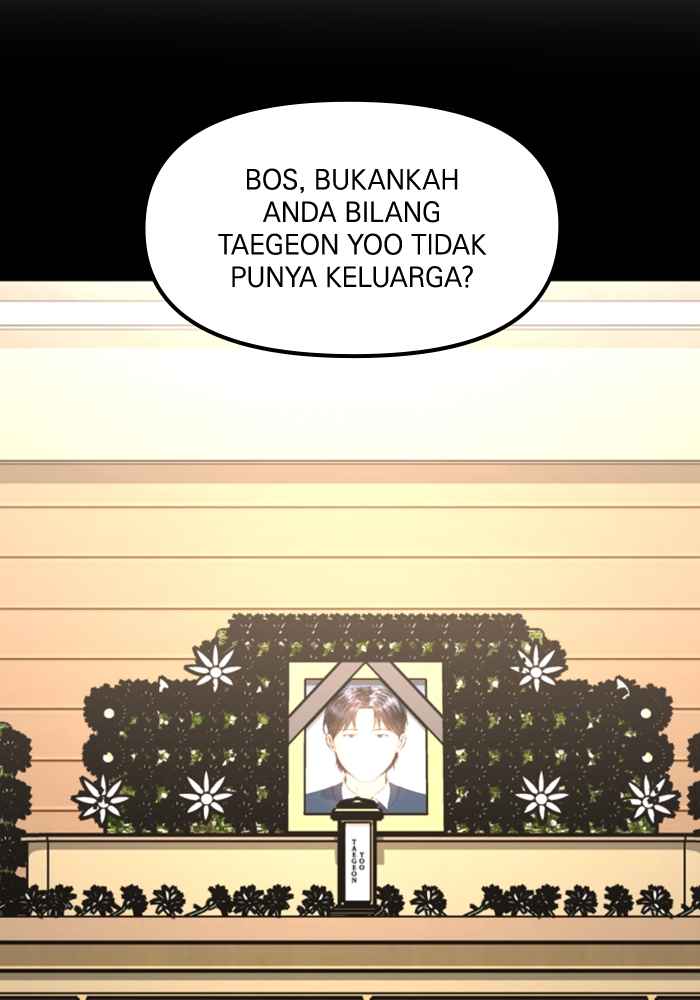 BOS, BUKANKAH
ANDA BILANG
TAEGEON YOO TIDAK
PUNYA KELUARGA?
YOO
TAEGEON